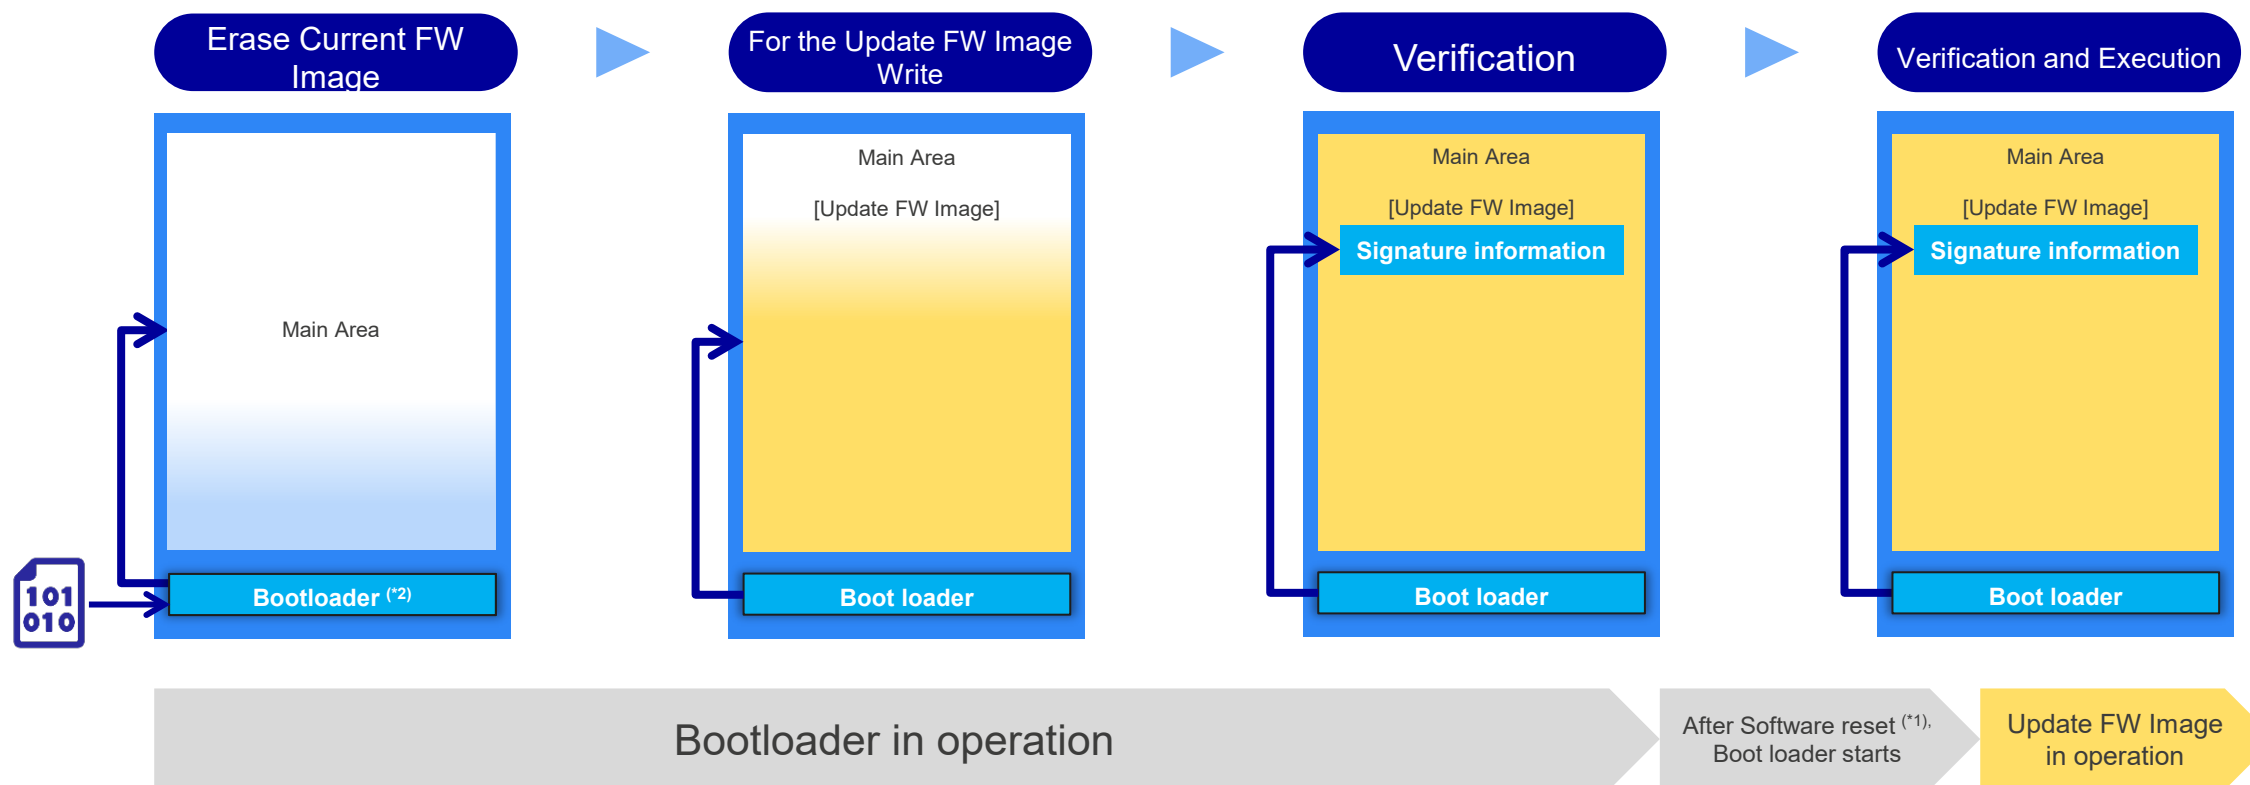 Erase Current FW
Image
For the Update FW Image
Write
Verification
Verification and Execution
Main Area
Bootloader (*2)
101
010
Main Area
[Update FW Image]
Boot loader
Main Area
[Update FW Image]
Signature information
Boot loader
Main Area
[Update FW Image]
Signature information
Boot loader
Bootloader in operation
After Software reset (*1),
Boot loader starts
Update FW Image
in operation